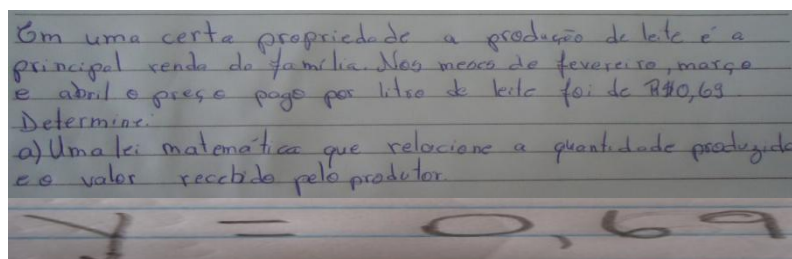 Em uma certa propriedade a produção de leite é a
principal renda da família. Nos meses de fevereiro, março
e abril o preço pago por litro de leite foi de R$0,69.
Determine:
a) Uma lei matemática que relacione a quantidade produzida
e o valor recebido pelo produtor.
y = 0,69